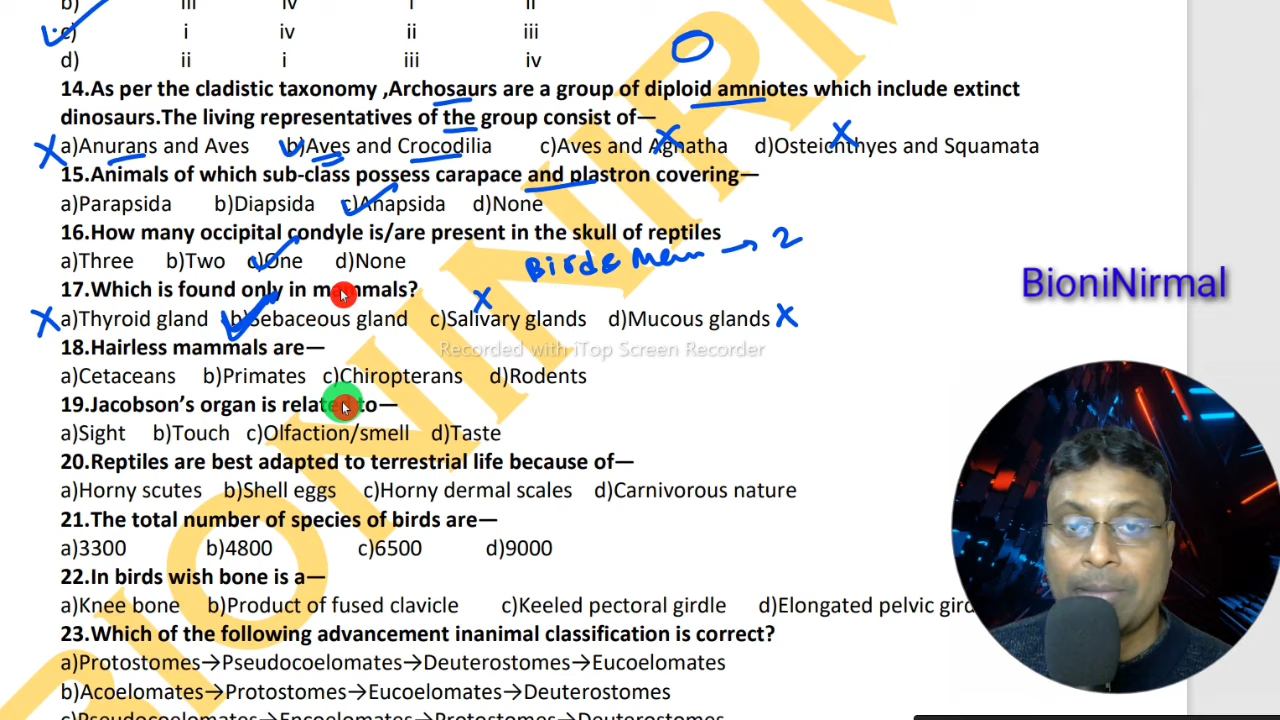 b) iii iv i ii
c) i iv ii iii
d) ii i iii iv
14.As per the cladistic taxonomy ,Archosaurs are a group of diploid amniotes which include extinct
dinosaurs.The living representatives of the group consist of—
a)Anurans and Aves b)Aves and Crocodilia c)Aves and Agnatha d)Osteichthyes and Squamata
15.Animals of which sub-class possess carapace and plastron covering—
a)Parapsida b)Diapsida c)Anapsida d)None
16.How many occipital condyle is/are present in the skull of reptiles
a)Three b)Two c)One d)None
Birds Mam → 2
17.Which is found only in mammals?
a)Thyroid gland b)Sebaceous gland c)Salivary glands d)Mucous glands
BioniNirmal
18.Hairless mammals are—
Recorded with iTop Screen Recorder
a)Cetaceans b)Primates c)Chiropterans d)Rodents
19.Jacobson's organ is related to—
a)Sight b)Touch c)Olfaction/smell d)Taste
20.Reptiles are best adapted to terrestrial life because of—
a)Horny scutes b)Shell eggs c)Horny dermal scales d)Carnivorous nature
21.The total number of species of birds are—
a)3300 b)4800 c)6500 d)9000
22.In birds wish bone is a—
a)Knee bone b)Product of fused clavicle c)Keeled pectoral girdle d)Elongated pelvic gird
23.Which of the following advancement inanimal classification is correct?
a)Protostomes→Pseudocoelomates→Deuterostomes→Eucoelomates
b)Acoelomates→Protostomes→Eucoelomates→Deuterostomes
BIONINIRM